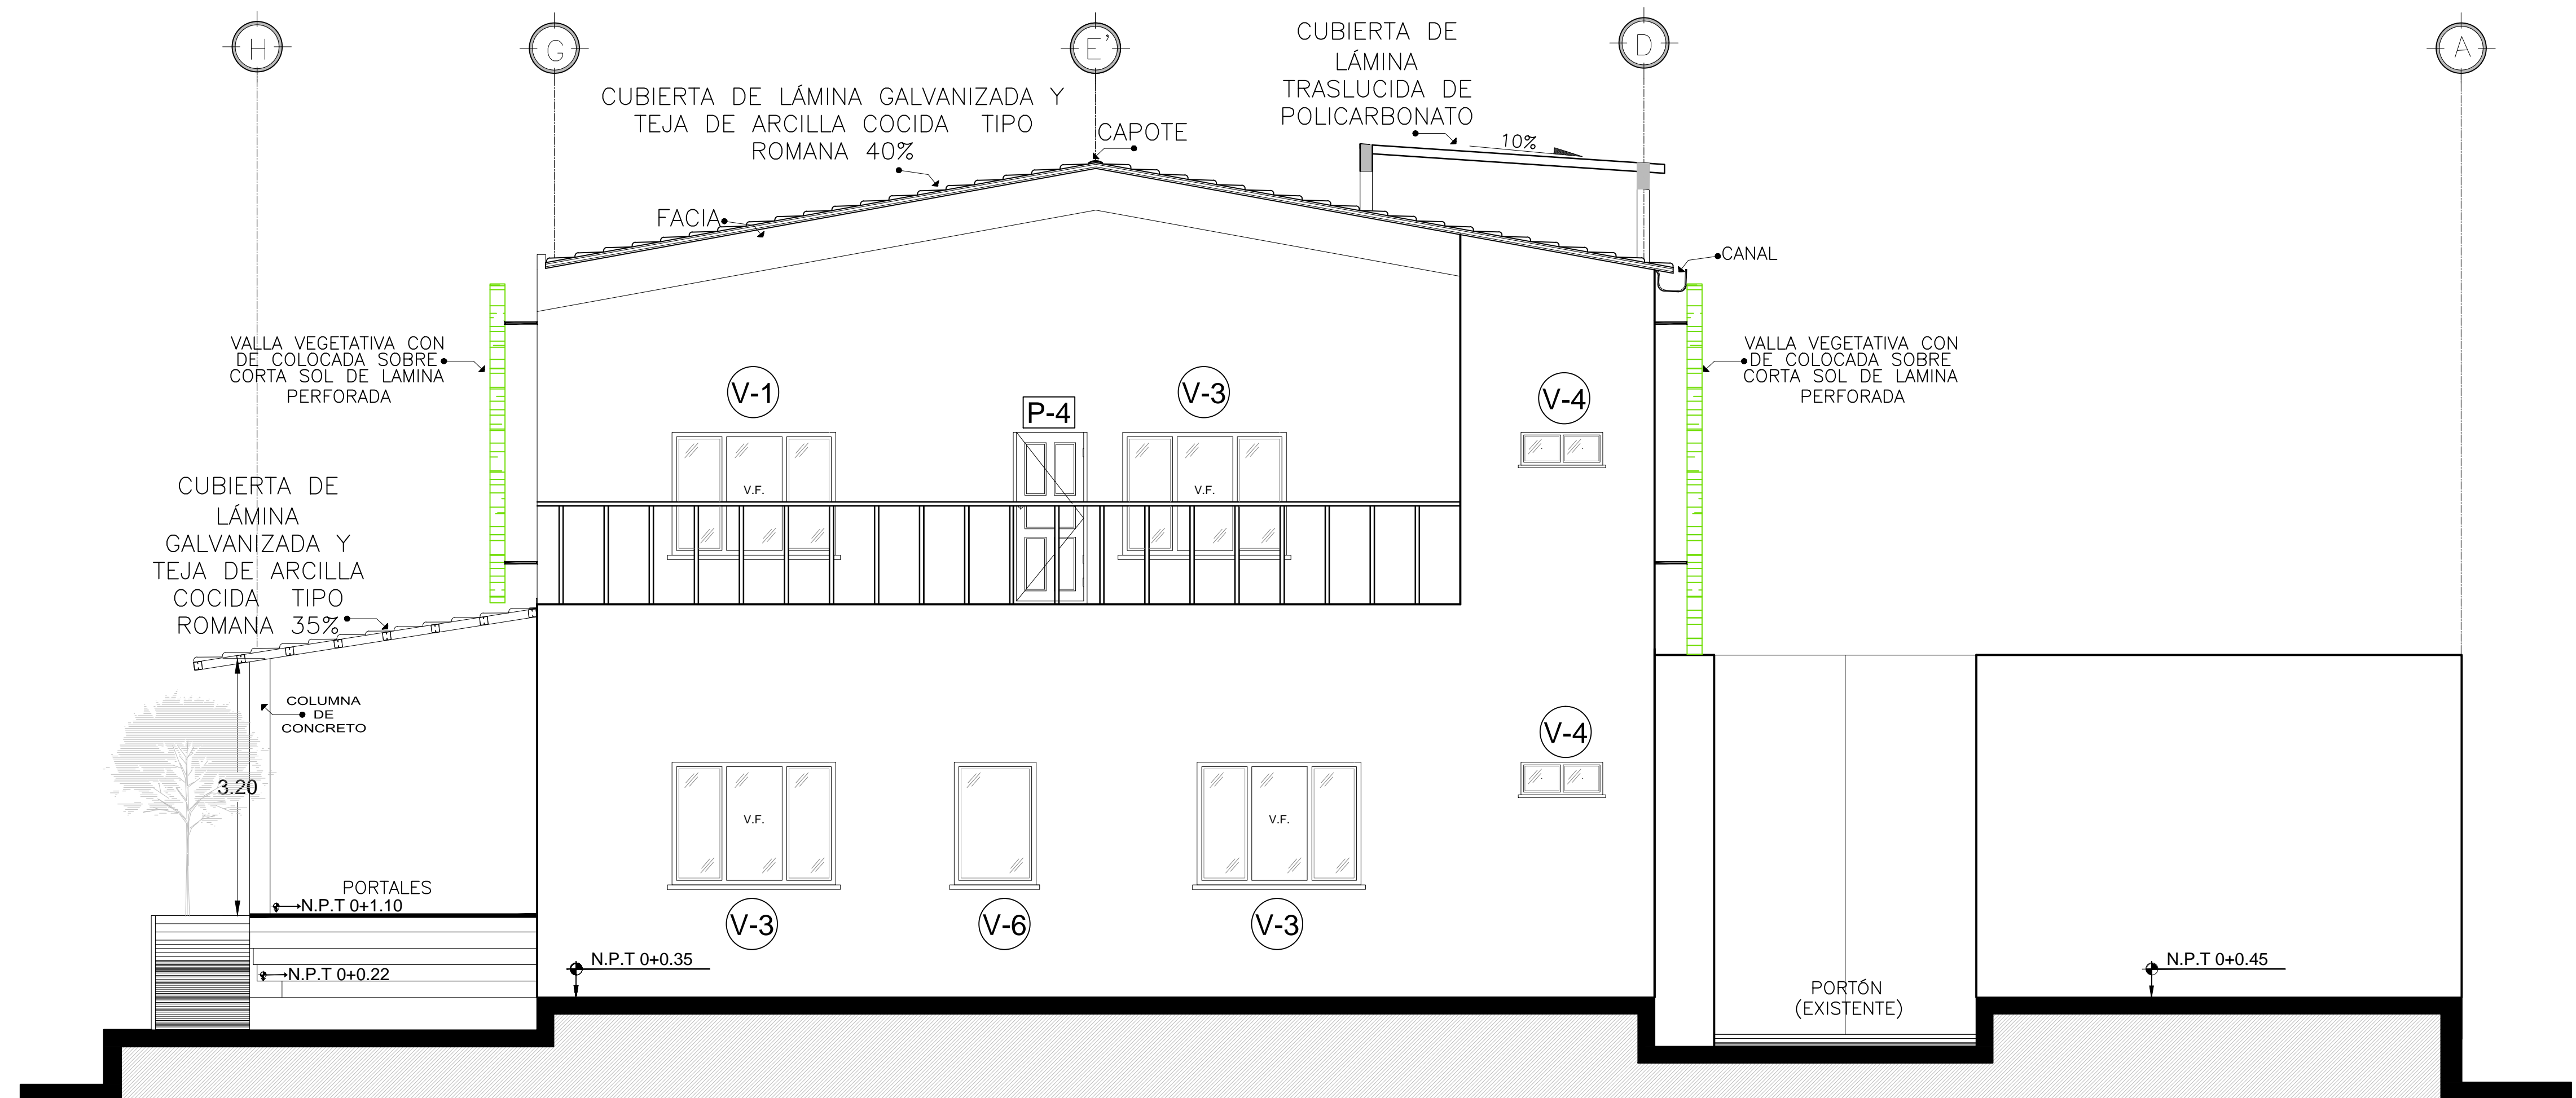 H
G
E'
D
A
CUBIERTA DE
LÁMINA
TRASLUCIDA DE
POLICARBONATO
10%
CUBIERTA DE LÁMINA GALVANIZADA Y
TEJA DE ARCILLA COCIDA TIPO
ROMANA 40%
CAPOTE
FACIA
CANAL
VALLA VEGETATIVA CON
DE COLOCADA SOBRE
CORTA SOL DE LAMINA
PERFORADA
VALLA VEGETATIVA CON
DE COLOCADA SOBRE
CORTA SOL DE LAMINA
PERFORADA
V-1
P-4
V-3
V-4
V.F.
V.F.
CUBIERTA DE
LÁMINA
GALVANIZADA Y
TEJA DE ARCILLA
COCIDA TIPO
ROMANA 35%
COLUMNA
DE
CONCRETO
3.20
V-4
V.F.
V.F.
PORTALES
N.P.T 0+1.10
V-3
V-6
V-3
N.P.T 0+0.22
N.P.T 0+0.35
N.P.T 0+0.45
PORTÓN
(EXISTENTE)